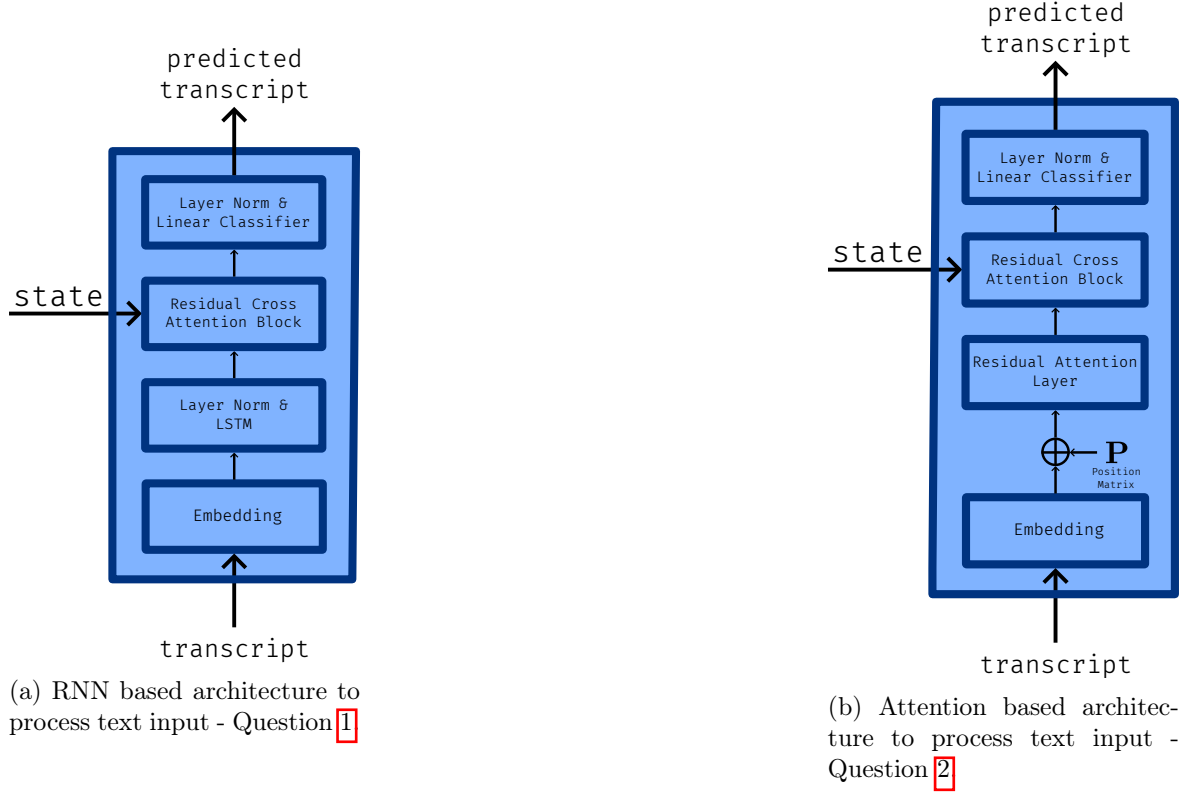 predicted
transcript
Layer Norm &
Linear Classifier
state
Residual Cross
Attention Block
Layer Norm &
LSTM
Embedding
transcript
(a) RNN based architecture to
process text input - Question 1.
predicted
transcript
Layer Norm &
Linear Classifier
state
Residual Cross
Attention Block
Residual Attention
Layer
P
Position
Matrix
Embedding
transcript
(b) Attention based architec-
ture to process text input -
Question 2.